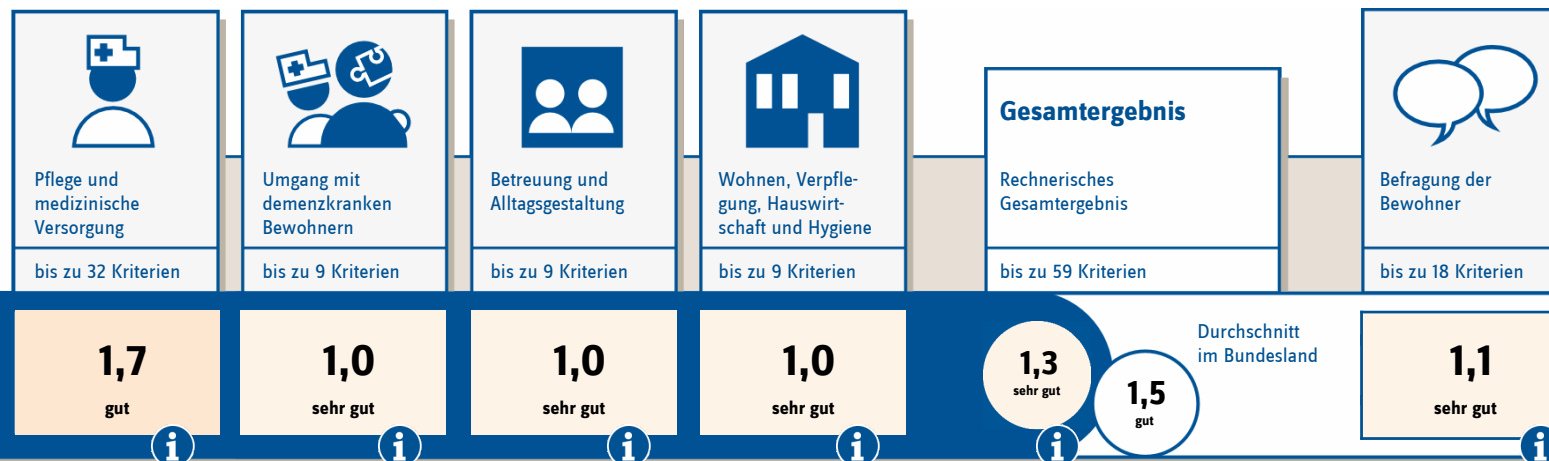 Pflege und
medizinische
Versorgung
bis zu 32 Kriterien
1,7
gut
i
Umgang mit
demenzkranken
Bewohnern
bis zu 9 Kriterien
1,0
sehr gut
i
Betreuung und
Alltagsgestaltung
bis zu 9 Kriterien
1,0
sehr gut
i
Wohnen, Verpfle-
gung, Hauswirt-
schaft und Hygiene
bis zu 9 Kriterien
1,0
sehr gut
i
Gesamtergebnis
Rechnerisches
Gesamtergebnis
bis zu 59 Kriterien
1,3
sehr gut
i
1,5
gut
Durchschnitt
im Bundesland
Befragung der
Bewohner
bis zu 18 Kriterien
1,1
sehr gut
i